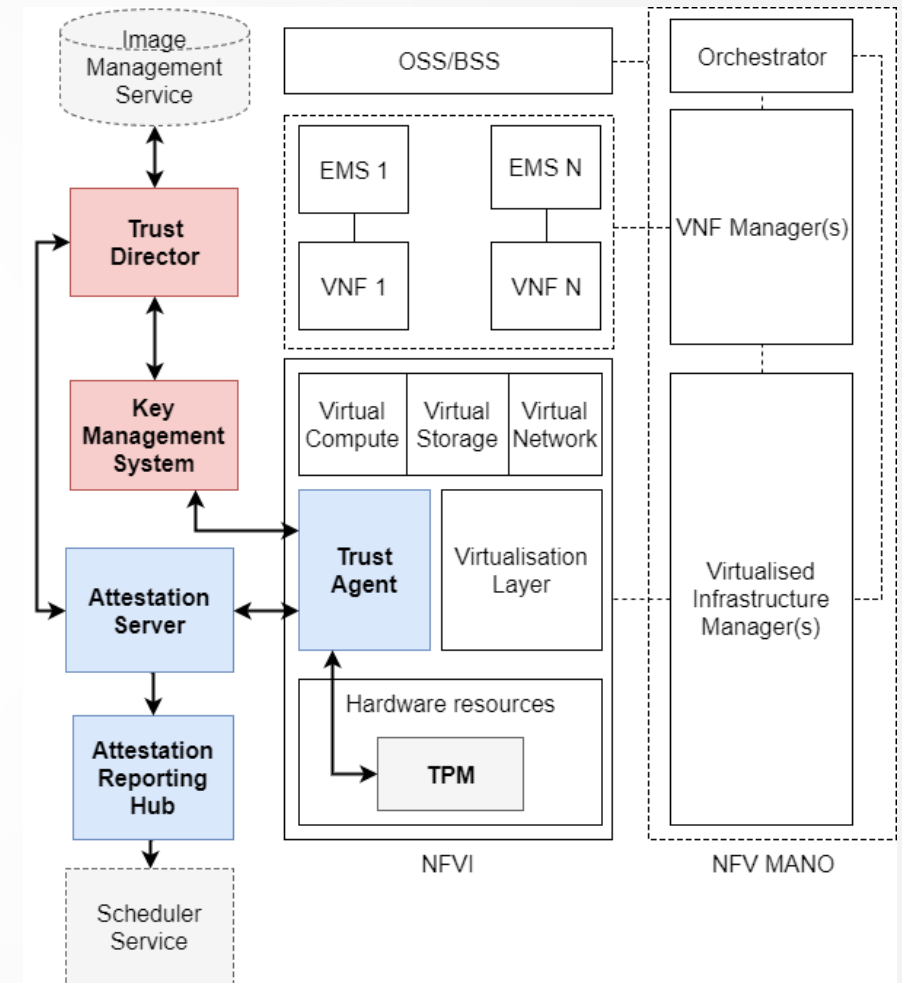 Image
Management
Service
OSS/BSS
Orchestrator
EMS 1
EMS N
VNF Manager(s)
Trust
Director
VNF 1
VNF N
Key
Management
System
Virtual
Compute
Virtual
Storage
Virtual
Network
Trust
Agent
Virtualisation
Layer
Virtualised
Infrastructure
Manager(s)
Attestation
Server
Hardware resources
TPM
Attestation
Reporting
Hub
NFVI
NFV MANO
Scheduler
Service